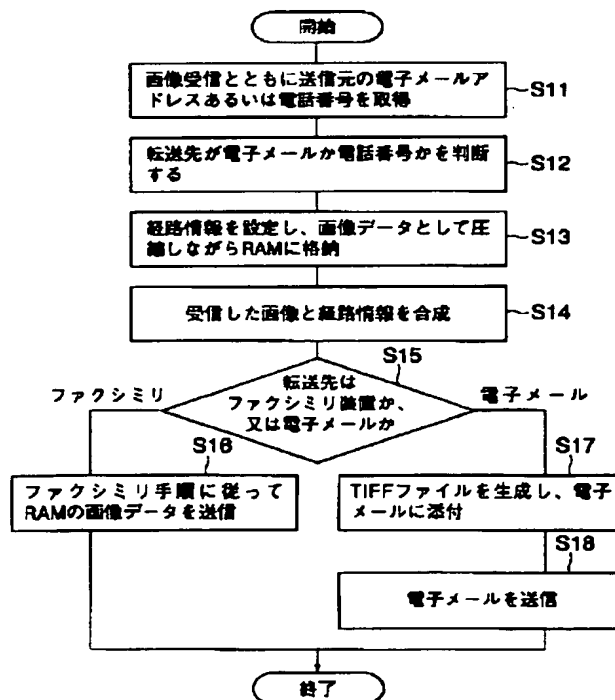 開始
画像受信とともに送信元の電子メールア
ドレスあるいは電話番号を取得
S11
転送先が電子メールか電話番号かを判断
する
S12
経路情報を設定し、画像データとして圧
縮しながらRAMに格納
S13
受信した画像と経路情報を合成
S14
S15
転送先は
ファクシミリ装置か、
又は電子メールか
ファクシミリ
電子メール
S16
ファクシミリ手順に従って
RAMの画像データを送信
S17
TIFFファイルを生成し、電子
メールに添付
S18
電子メールを送信
終了